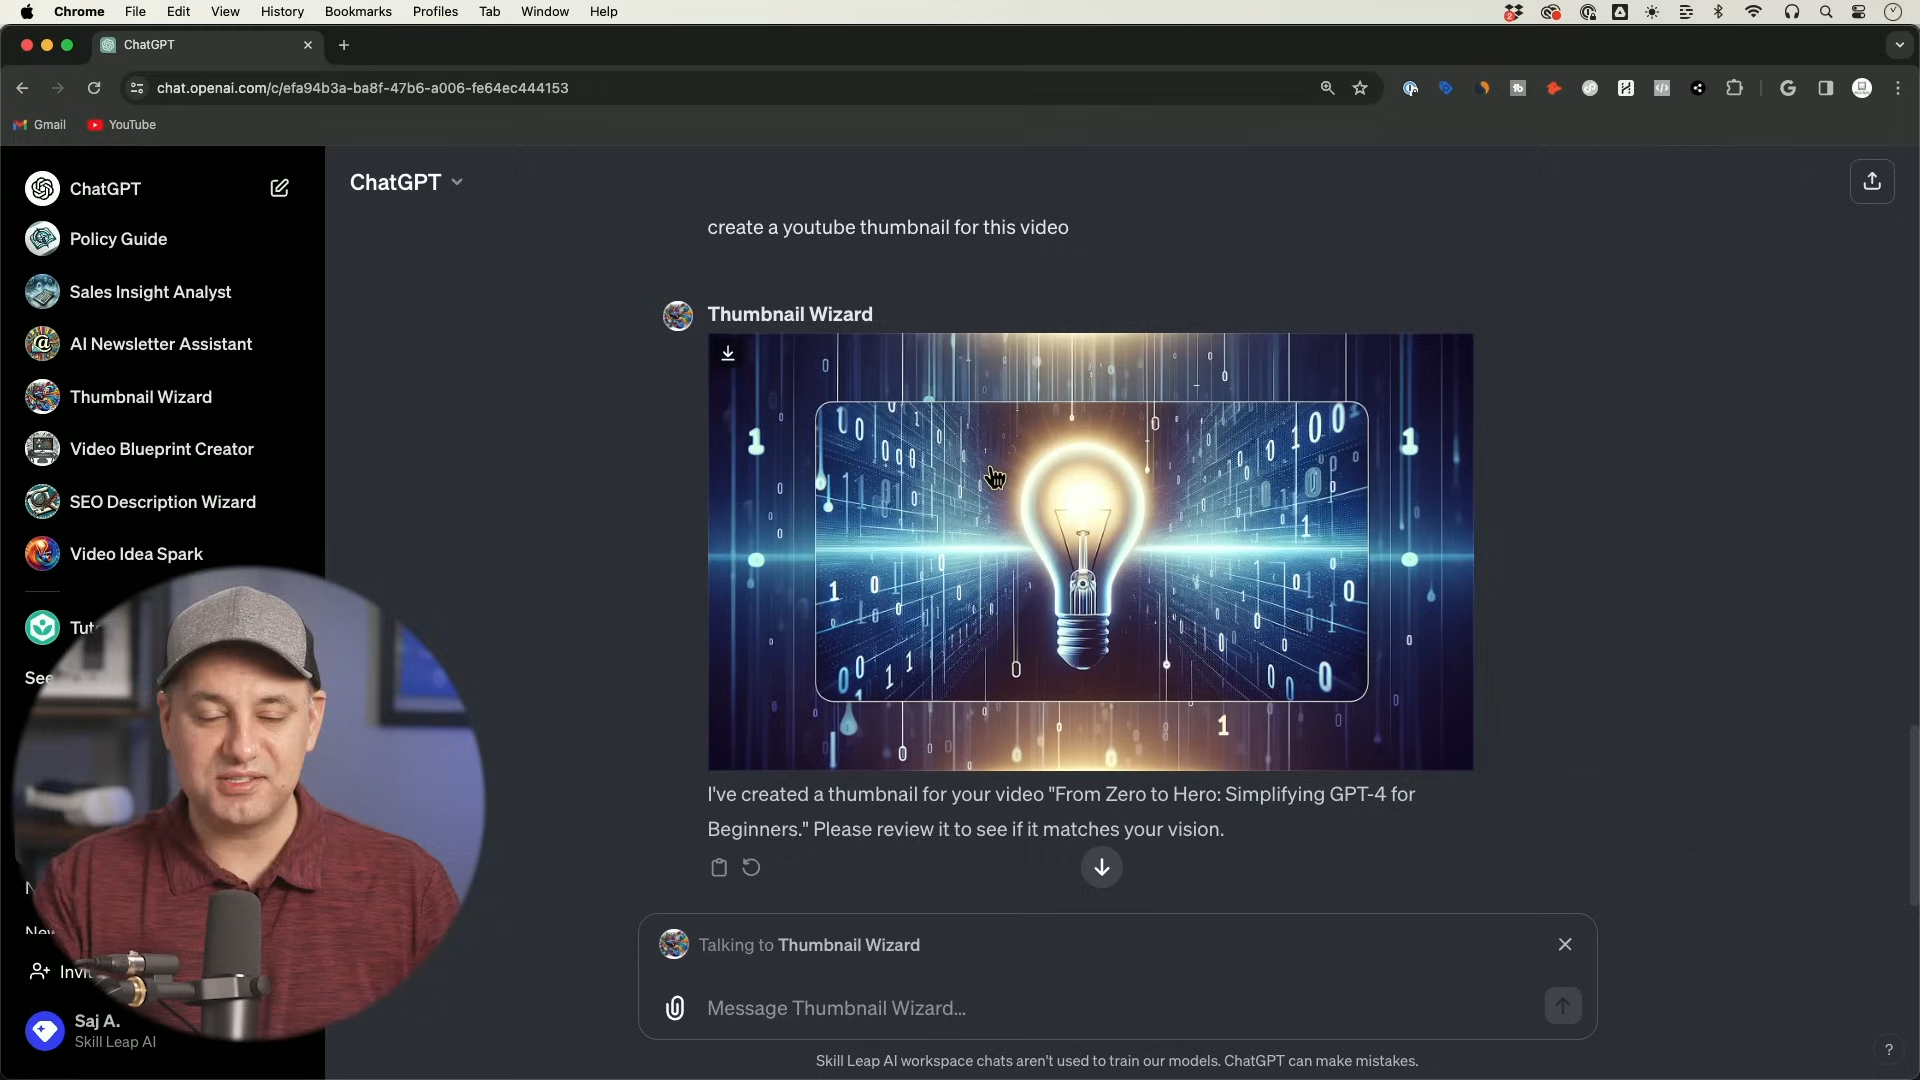 Chrome File Edit View History Bookmarks Profiles Tab Window Help
2
ChatGPT
chat.openai.com/c/efa94b3a-ba8f-47b6-a006-fe64ec444153
Gmail YouTube
ChatGPT
Policy Guide
Sales Insight Analyst
AI Newsletter Assistant
Thumbnail Wizard
Video Blueprint Creator
SEO Description Wizard
Video Idea Spark
See
Saj A.
Skill Leap AI
ChatGPT
create a youtube thumbnail for this video
Thumbnail Wizard
I've created a thumbnail for your video "From Zero to Hero: Simplifying GPT-4 for
Beginners." Please review it to see if it matches your vision.
Talking to Thumbnail Wizard
Message Thumbnail Wizard...
Skill Leap AI workspace chats aren't used to train our models. ChatGPT can make mistakes.
?